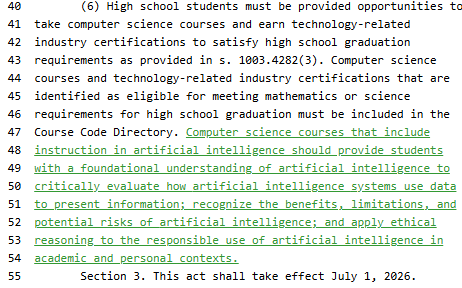 40 (6) High school students must be provided opportunities to
41 take computer science courses and earn technology-related
42 industry certifications to satisfy high school graduation
43 requirements as provided in s. 1003.4282(3). Computer science
44 courses and technology-related industry certifications that are
45 identified as eligible for meeting mathematics or science
46 requirements for high school graduation must be included in the
47 Course Code Directory. Computer science courses that include
48 instruction in artificial intelligence should provide students
49 with a foundational understanding of artificial intelligence to
50 critically evaluate how artificial intelligence systems use data
51 to present information; recognize the benefits, limitations, and
52 potential risks of artificial intelligence; and apply ethical
53 reasoning to the responsible use of artificial intelligence in
54 academic and personal contexts.
55 Section 3. This act shall take effect July 1, 2026.